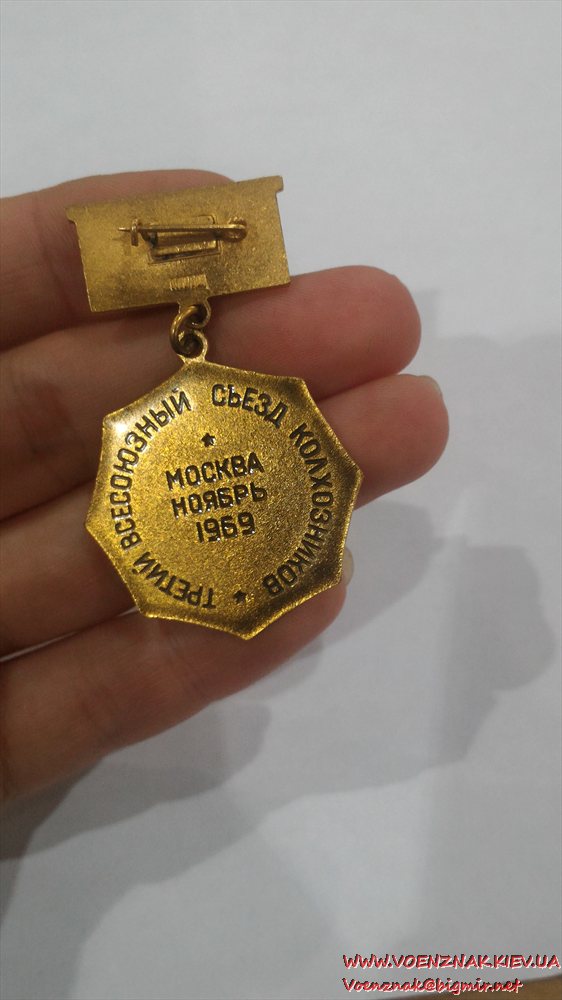 ТРЕТИЙ ВСЕСОЮЗНЫЙ СЪЕЗД КОЛХОЗНИКОВ
МОСКВА
НОЯБРЬ
1969
WWW.VOENZNAK.KIEV.UA
Voenznak@bigmir.net